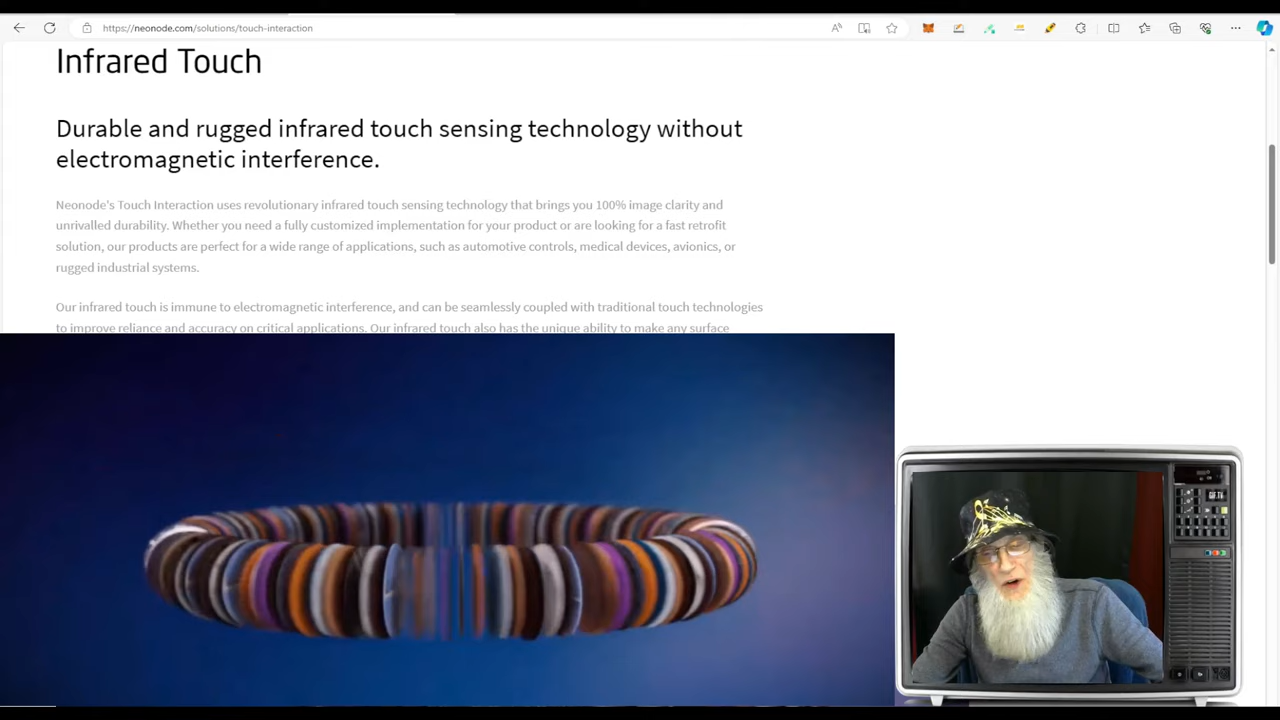 https://neonode.com/solutions/touch-interaction
Infrared Touch
Durable and rugged infrared touch sensing technology without
electromagnetic interference.
Neonode's Touch Interaction uses revolutionary infrared touch sensing technology that brings you 100% image clarity and
unrivalled durability. Whether you need a fully customized implementation for your product or are looking for a fast retrofit
solution, our products are perfect for a wide range of applications, such as automotive controls, medical devices, avionics, or
rugged industrial systems.
Our infrared touch is immune to electromagnetic interference, and can be seamlessly coupled with traditional touch technologies
to improve reliance and accuracy on critical applications. Our infrared touch also has the unique ability to make any surface